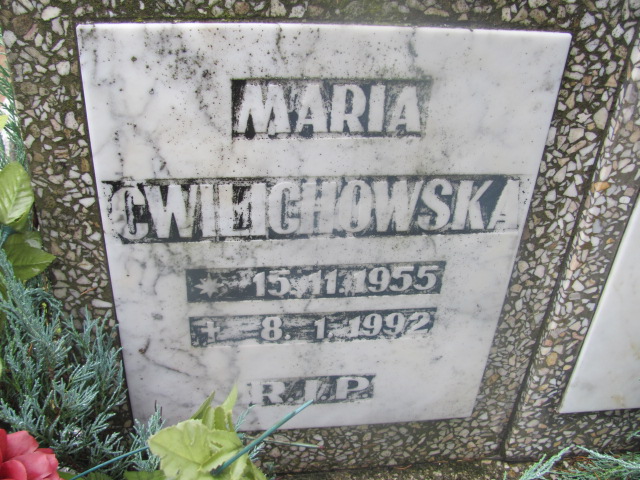 MARIA
CWILICHOWSKA
* 15.11.1955
+ 8.1.1992
R.I.P.